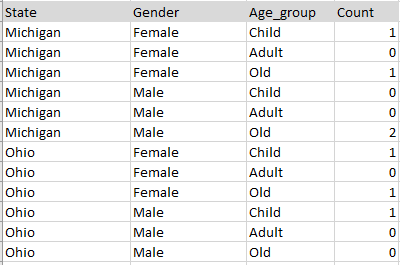 State Gender Age_group Count
Michigan Female Child 1
Michigan Female Adult 0
Michigan Female Old 1
Michigan Male Child 0
Michigan Male Adult 0
Michigan Male Old 2
Ohio Female Child 1
Ohio Female Adult 0
Ohio Female Old 1
Ohio Male Child 1
Ohio Male Adult 0
Ohio Male Old 0